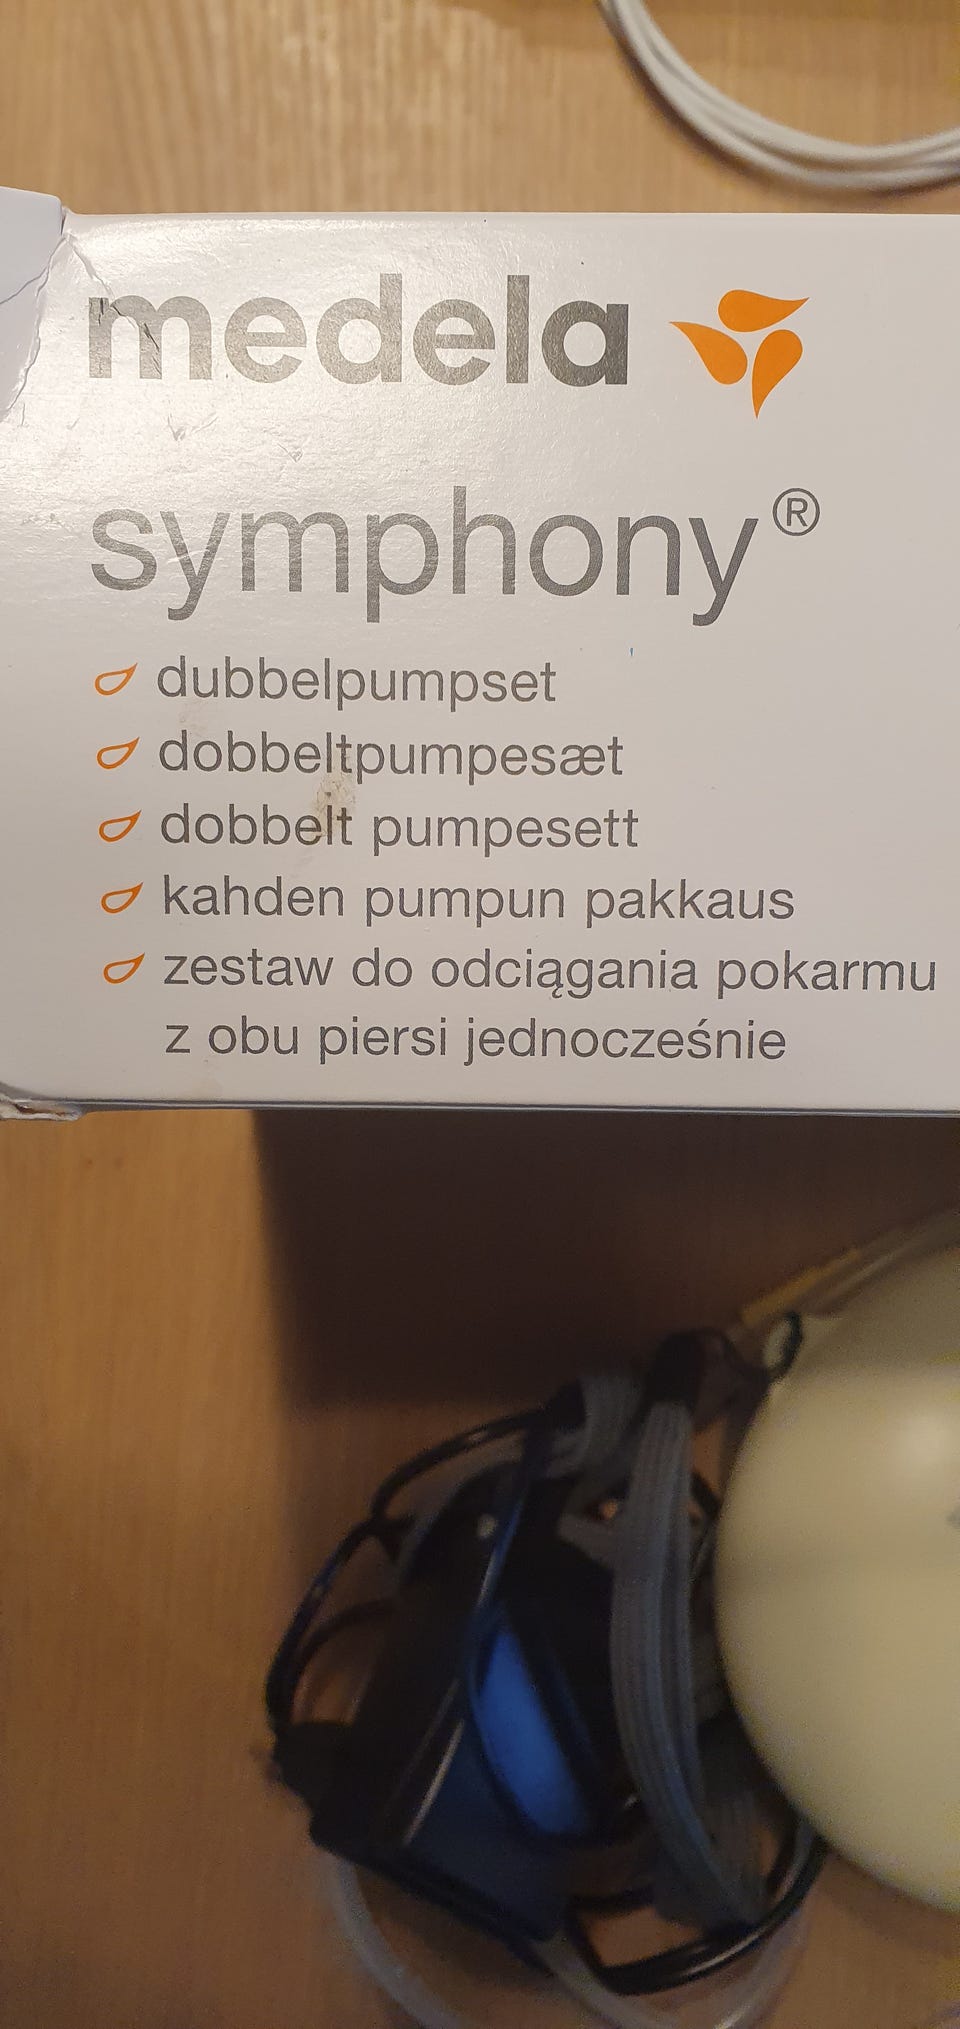 medela
symphony®
dubbelpumpset
dobbeltpumpesæt
dobbelt pumpesett
kahden pumpun pakkaus
zestaw do odciągania pokarmu
z obu piersi jednocześnie